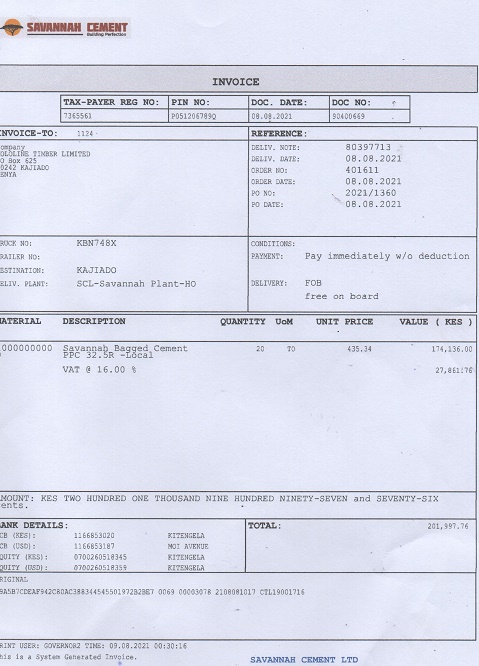 SAVANNAH CEMENT
Building Perfection
INVOICE
TAX-PAYER REG NO: PIN NO: DOC. DATE: DOC NO:
7365561 P051206789Q 08.08.2021 90400669
INVOICE-TO: 1124
ompany
OLOLINE TIMBER LIMITED
O Box 625
0242 KAJIADO
ENYA
REFERENCE:
DELIV. NOTE: 80397713
DELIV. DATE: 08.08.2021
ORDER NO: 401611
ORDER DATE: 08.08.2021
PO NO: 2021/1360
PO DATE: 08.08.2021
RUCK NO: KBN748X
RAILER NO:
ESTINATION: KAJIADO
ELIV. PLANT: SCL-Savannah Plant-HO
CONDITIONS:
PAYMENT: Pay immediately w/o deduction
DELIVERY: FOB
free on board
MATERIAL DESCRIPTION QUANTITY UoM UNIT PRICE VALUE ( KES )
000000000 Savannah Bagged Cement 20 TO 435.34 174,136.00
PPC 32.5R -Local
VAT @ 16.00 % 27,861.76
AMOUNT: KES TWO HUNDRED ONE THOUSAND NINE HUNDRED NINETY-SEVEN and SEVENTY-SIX
ents.
BANK DETAILS:
CB (KES): 1166853020 KITENGELA
CB (USD): 1166853187 MOI AVENUE
QUITY (KES): 0700260518345 KITENGELA
QUITY (USD): 0700260518359 KITENGELA
TOTAL: 201,997.76
RIGINAL
9A5B7CDEAF942C80AC388344545501972B2BE7 0069 00003078 2108081017 CTL19001716
RINT USER: GOVERNOR2 TIME: 09.08.2021 00:30:16
his is a System Generated Invoice.
SAVANNAH CEMENT LTD